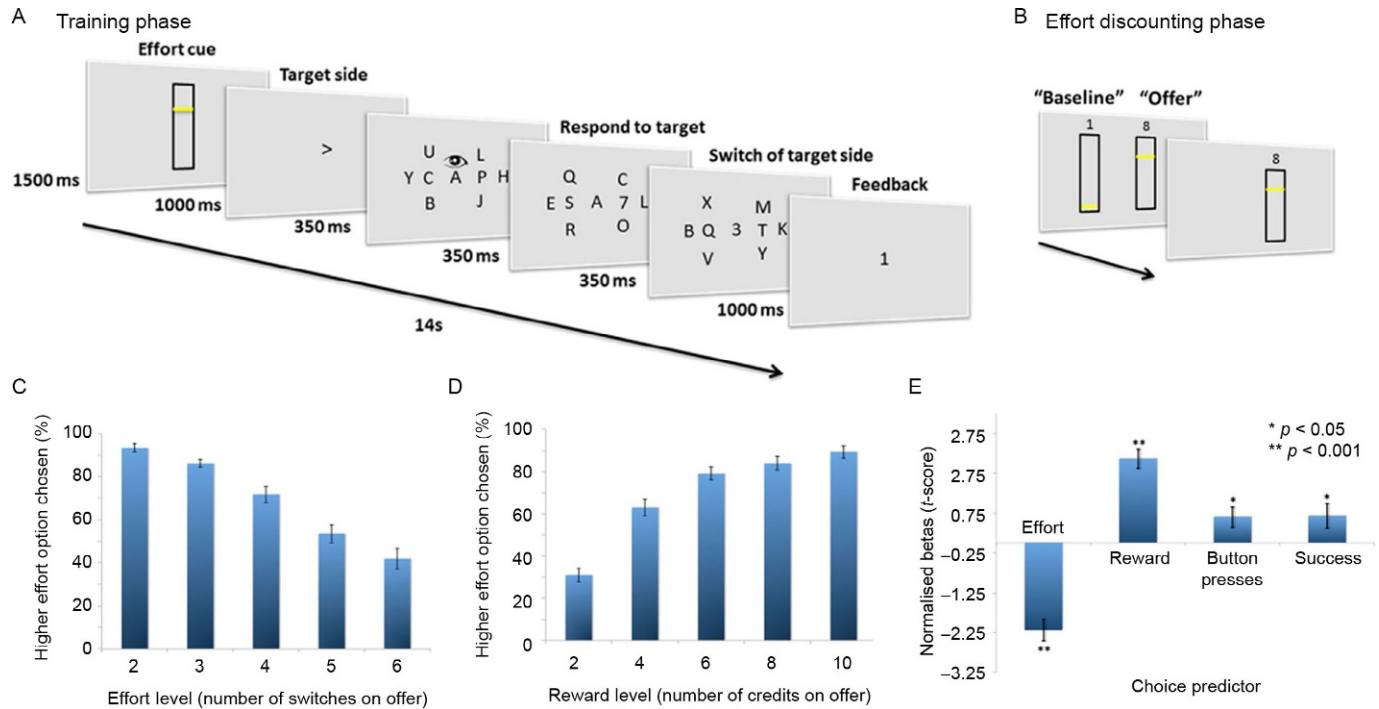 A Training phase
Effort cue
1500 ms
Target side
>
1000 ms
U L
Y C A P H
B J
350 ms
Respond to target
Q C
E S A 7 L
R O
350 ms
Switch of target side
X M
B Q 3 T K
V Y
350 ms
Feedback
1
1000 ms
14s
B Effort discounting phase
“Baseline” “Offer”
1 8
8
C
Higher effort option chosen (%)
100
80
60
40
20
0
2 3 4 5 6
Effort level (number of switches on offer)
D
Higher effort option chosen (%)
100
80
60
40
20
0
2 4 6 8 10
Reward level (number of credits on offer)
E
Normalised betas (t-score)
2.75
2.75
0.75
–0.25
–1.25
–2.25
–3.25
* p < 0.05
** p < 0.001
Effort
**
**
Reward
*
Button
presses
*
Success
Choice predictor